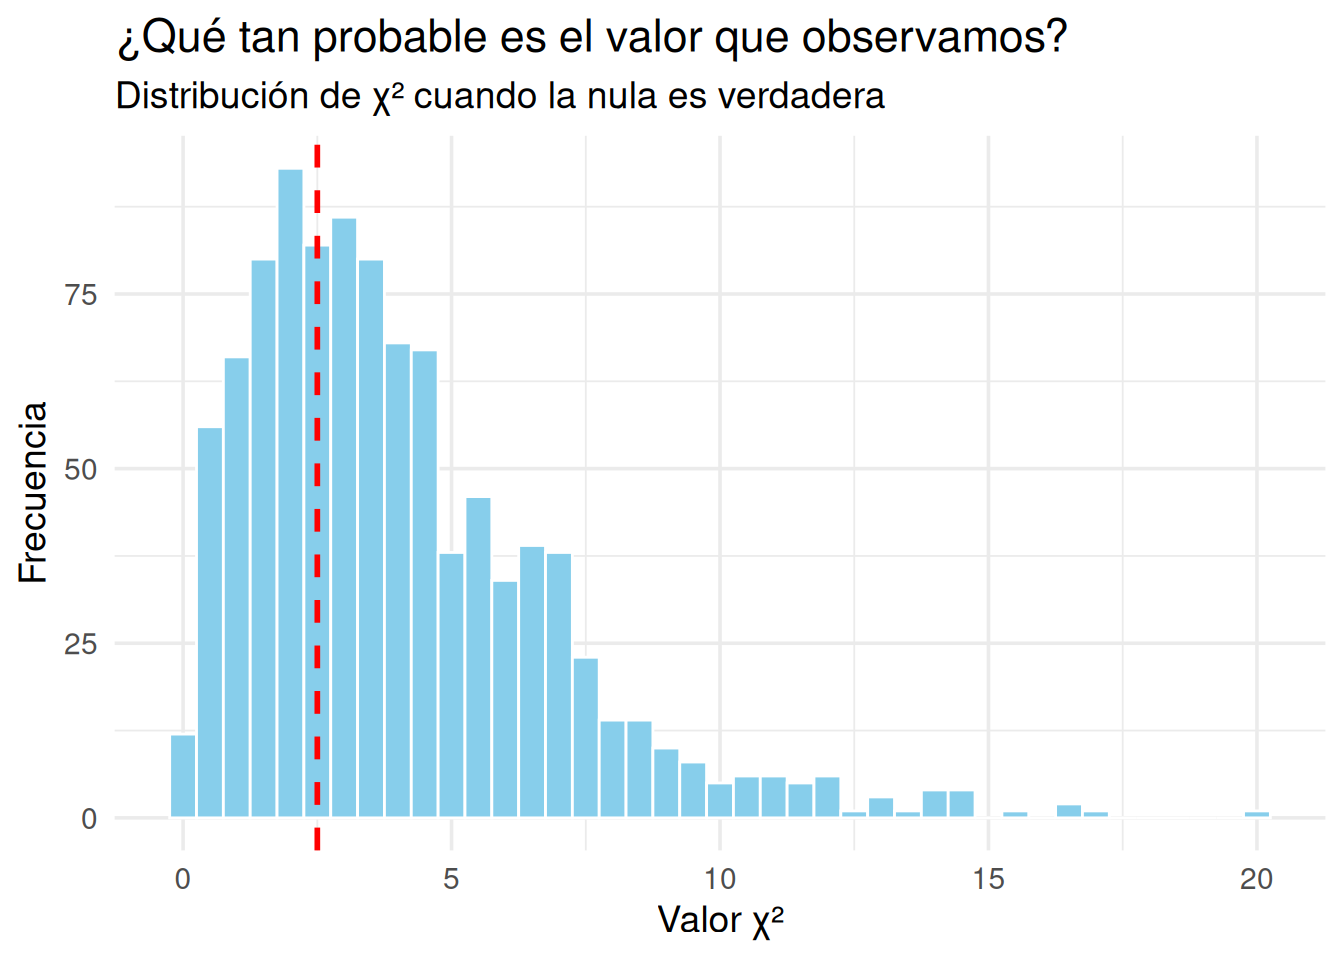 ¿Qué tan probable es el valor que observamos?
Distribución de χ² cuando la nula es verdadera
Frecuencia
75
50
25
0
0 5 10 15 20
Valor χ²